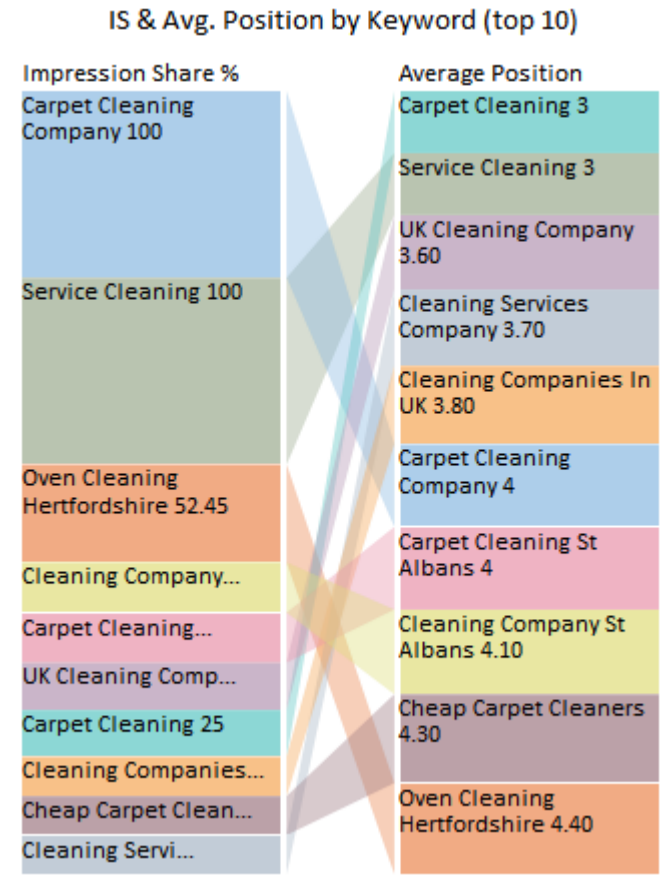 IS & Avg. Position by Keyword (top 10)
Impression Share %
Carpet Cleaning
Company 100
Service Cleaning 100
Oven Cleaning
Hertfordshire 52.45
Cleaning Company...
Carpet Cleaning...
UK Cleaning Comp...
Carpet Cleaning 25
Cleaning Companies...
Cheap Carpet Clean...
Cleaning Servi...
Average Position
Carpet Cleaning 3
Service Cleaning 3
UK Cleaning Company
3.60
Cleaning Services
Company 3.70
Cleaning Companies In
UK 3.80
Carpet Cleaning
Company 4
Carpet Cleaning St
Albans 4
Cleaning Company St
Albans 4.10
Cheap Carpet Cleaners
4.30
Oven Cleaning
Hertfordshire 4.40